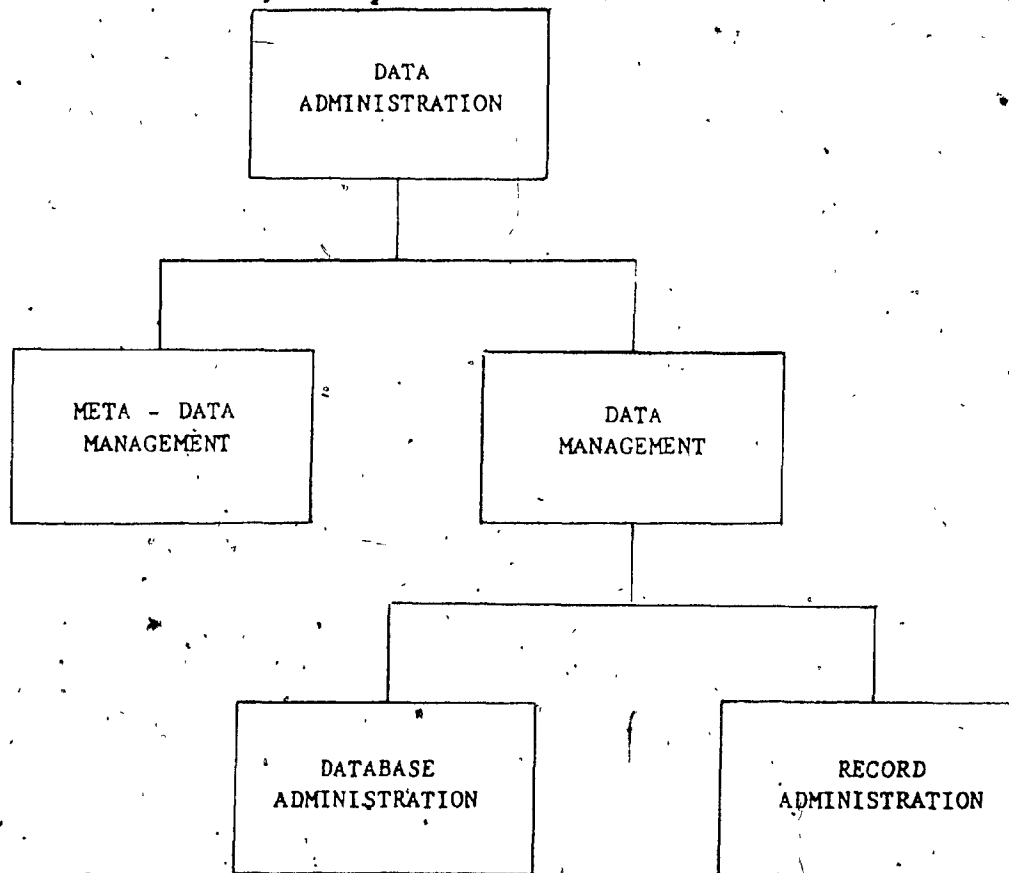 DATA
ADMINISTRATION
META - DATA
MANAGEMENT
DATA
MANAGEMENT
DATABASE
ADMINISTRATION
RECORD
ADMINISTRATION